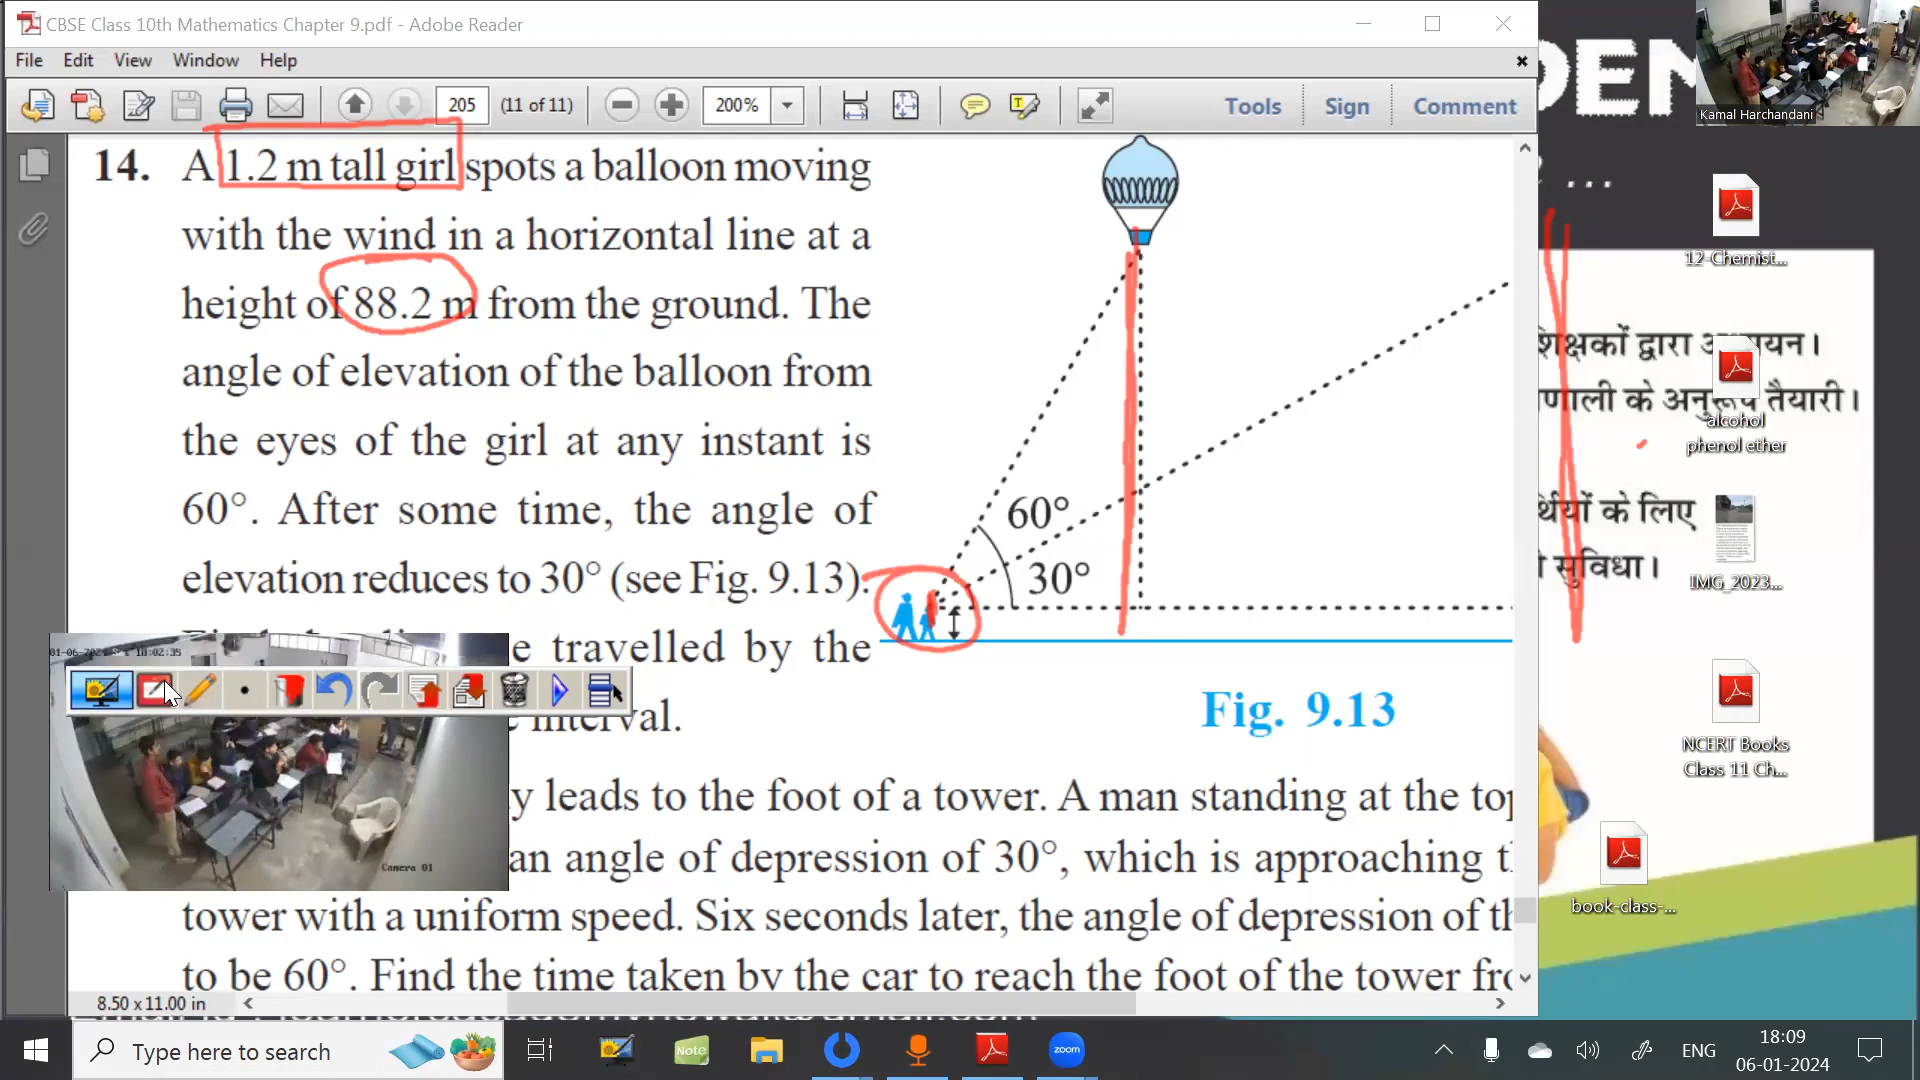 CBSE Class 10th Mathematics Chapter 9.pdf - Adobe Reader
File Edit View Window Help
205 (11 of 11) 200% Tools Sign Comment
Kamal Harchandani
14. A 1.2 m tall girl spots a balloon moving
with the wind in a horizontal line at a
height of 88.2 m from the ground. The
angle of elevation of the balloon from
the eyes of the girl at any instant is
60°. After some time, the angle of
elevation reduces to 30° (see Fig. 9.13).
travelled by the
interval.
60°
30°
Fig. 9.13
leads to the foot of a tower. A man standing at the top
an angle of depression of 30°, which is approaching
tower with a uniform speed. Six seconds later, the angle of depression of
to be 60°. Find the time taken by the car to reach the foot of the tower
8.50 x 11.00 in
Camera 01
...
12-Chemist...
शिक्षकों द्वारा
alcohol
phenol ether
के अनुरूप तैयारी।
के लिए
सुविधा।
IMG_2023...
NCERT Books
Class 11 Ch...
book-class-...
Type here to search
Note
zoom
ENG
18:09
06-01-2024